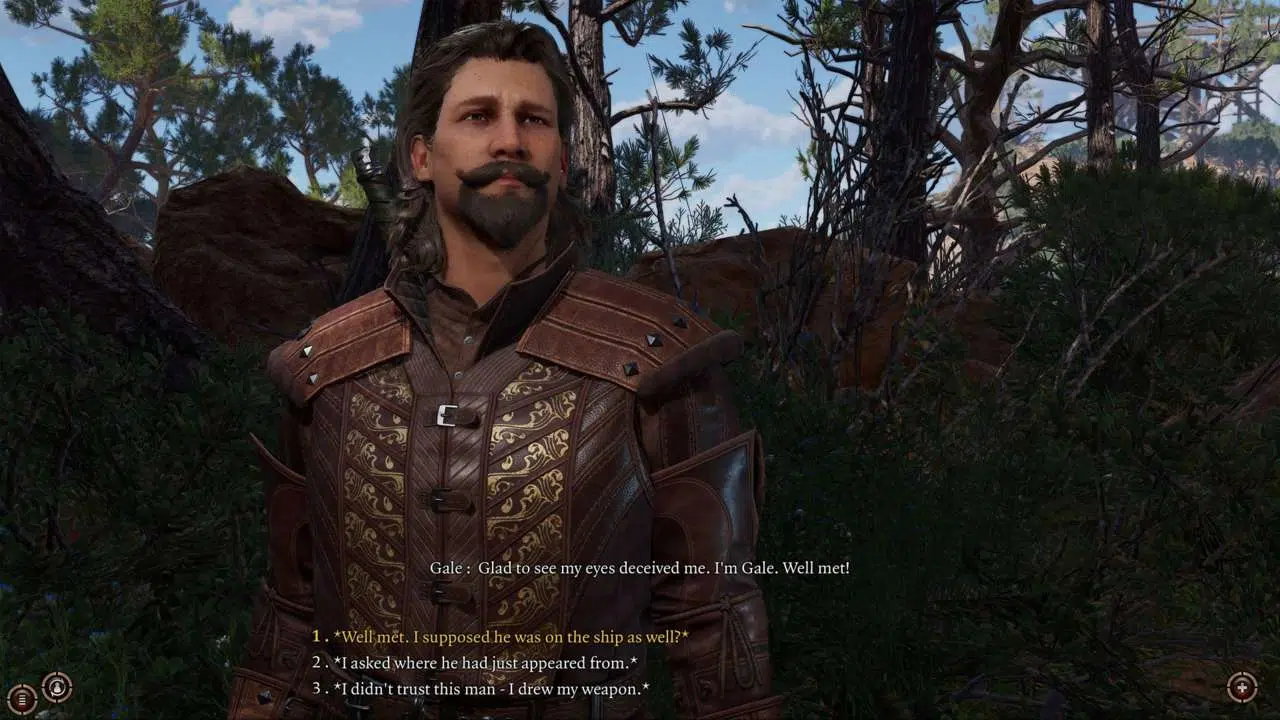 Gale : Glad to see my eyes deceived me. I'm Gale. Well met!
1. *Well met. I supposed he was on the ship as well?*
2. *I asked where he had just appeared from.*
3. *I didn't trust this man - I drew my weapon.*